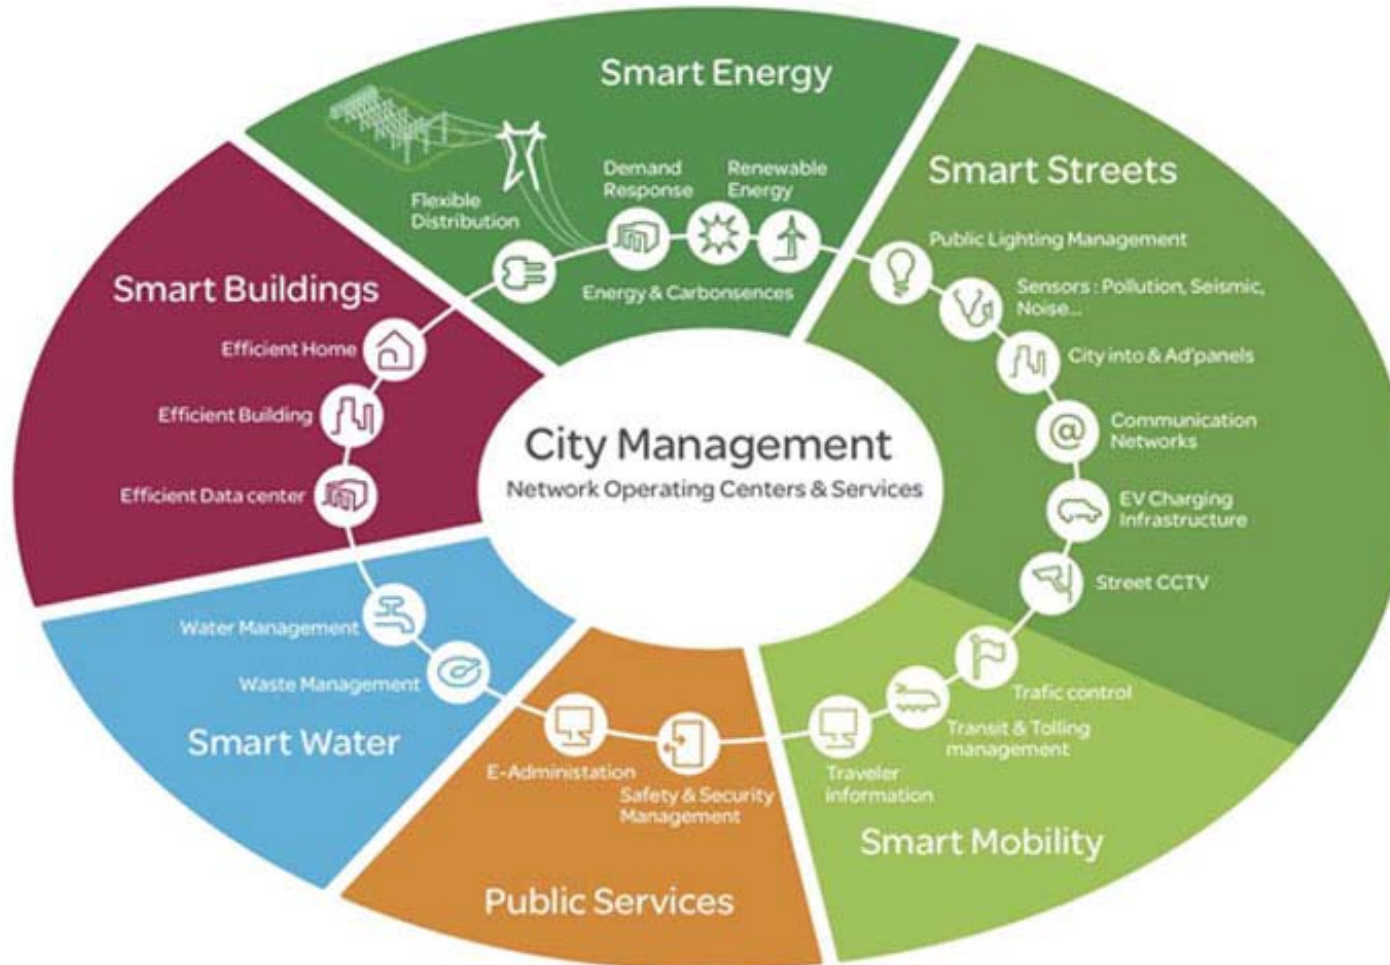 Smart Energy
Flexible
Distribution
Demand
Response
Renewable
Energy
Energy & Carbonsences
Smart Streets
Public Lighting Management
Sensors : Pollution, Seismic,
Noise...
City into & Ad'panels
Communication
Networks
EV Charging
Infrastructure
Street CCTV
Smart Buildings
Efficient Home
Efficient Building
Efficient Data center
City Management
Network Operating Centers & Services
Water Management
Waste Management
Smart Water
E-Administation
Safety & Security
Management
Public Services
Trafic control
Transit & Tolling
management
Traveler
information
Smart Mobility
@